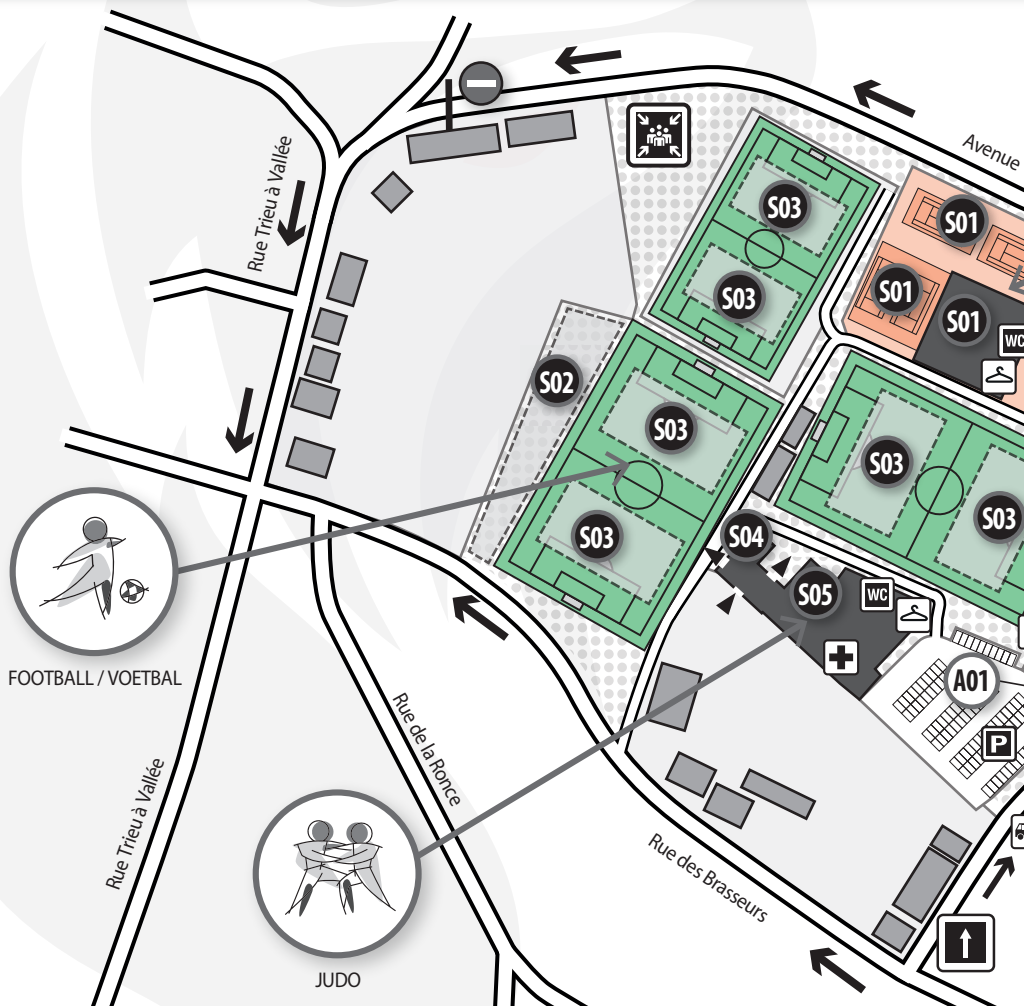 Avenue
Rue Trieu à Vallée
S03
S01
S03
S01
S01
WC
S02
S03
S03
S03
S03
S04
S05
WC
A01
P
FOOTBALL / VOETBAL
Rue de la Ronce
Rue Trieu à Vallée
Rue des Brasseurs
JUDO